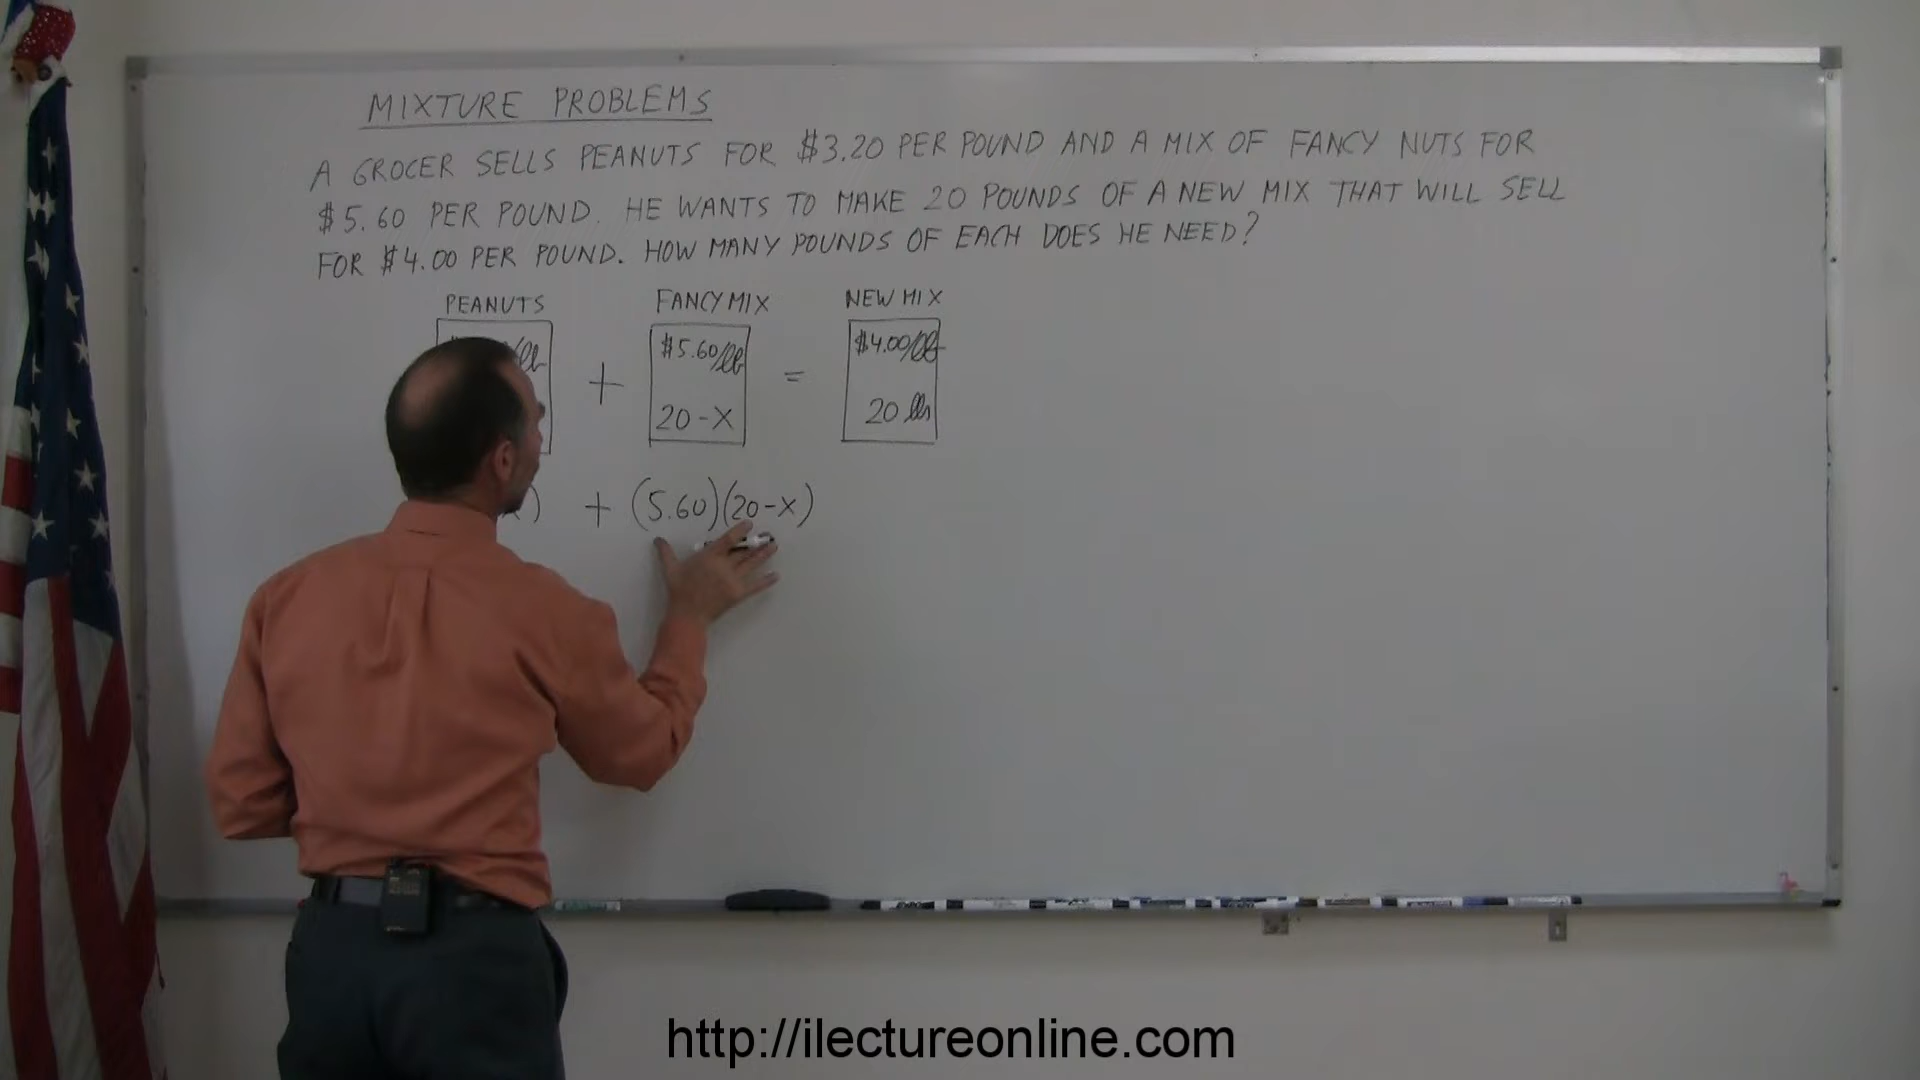 MIXTURE PROBLEMS
A GROCER SELLS PEANUTS FOR $3.20 PER POUND AND A MIX OF FANCY NUTS FOR
$5.60 PER POUND. HE WANTS TO MAKE 20 POUNDS OF A NEW MIX THAT WILL SELL
FOR $4.00 PER POUND. HOW MANY POUNDS OF EACH DOES HE NEED?
PEANUTS FANCY MIX NEW MIX
/lb + $5.60/lb = $4.00/lb
20-X 20 lbs
) + (5.60)(20-X)
http://ilectureonline.com